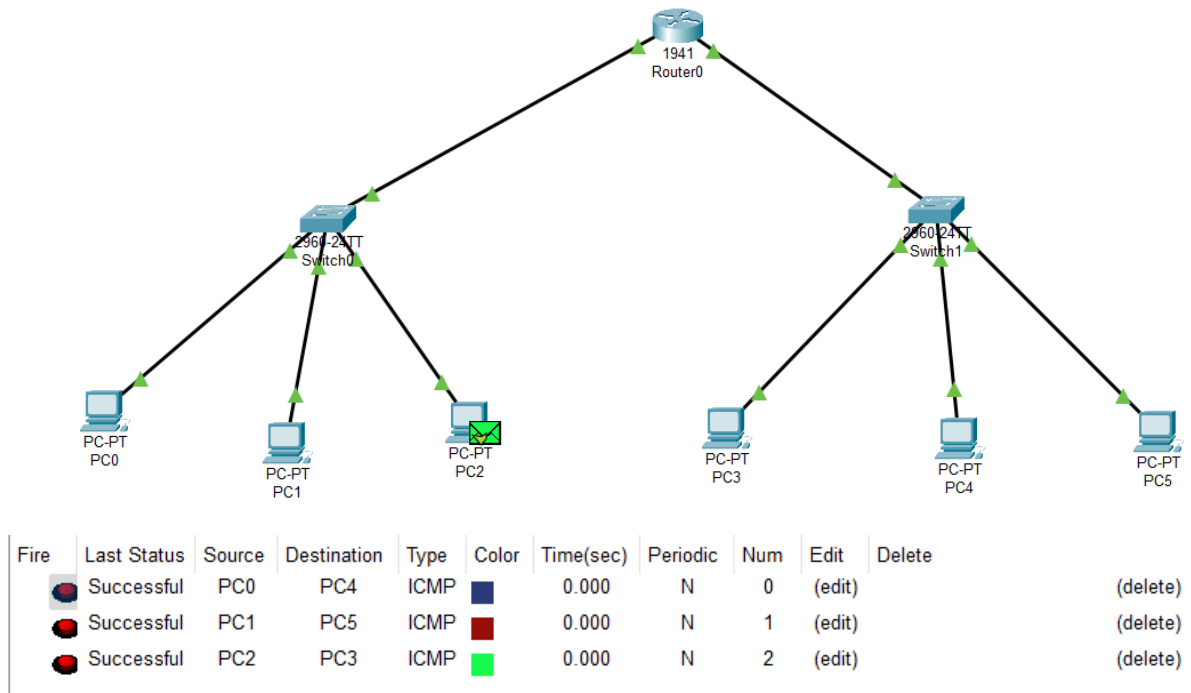 1941
Router0
2960-24TT
Switch0
2960-24TT
Switch1
PC-PT
PC0
PC-PT
PC1
PC-PT
PC2
PC-PT
PC3
PC-PT
PC4
PC-PT
PC5
Fire Last Status Source Destination Type Color Time(sec) Periodic Num Edit Delete
Successful PC0 PC4 ICMP 0.000 N 0 (edit) (delete)
Successful PC1 PC5 ICMP 0.000 N 1 (edit) (delete)
Successful PC2 PC3 ICMP 0.000 N 2 (edit) (delete)